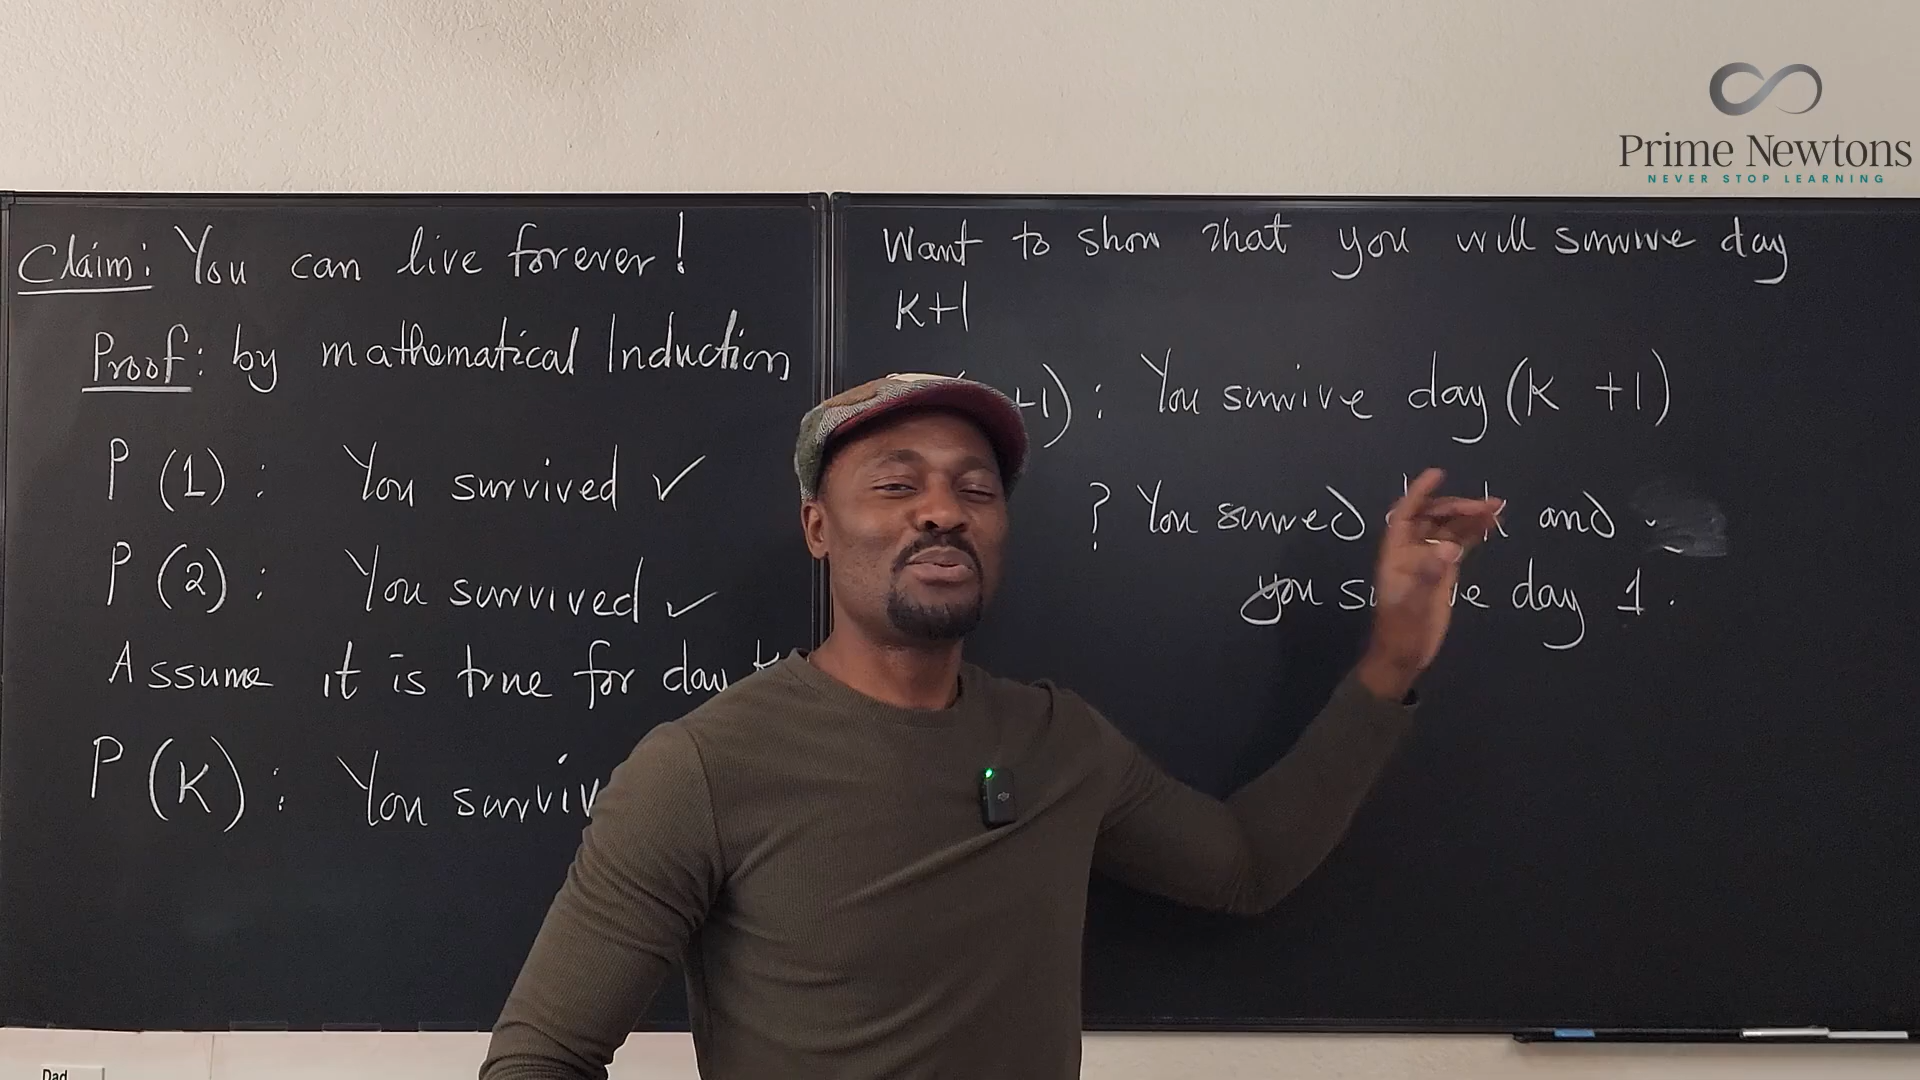 Prime Newtons
NEVER STOP LEARNING
Claim: You can live forever!
Proof: by mathematical Induction
P(1): You survived ✓
P(2): You survived ✓
Assume it is true for day
P(K):  You surviv
Want to show that you will survive day
K+1
+1): You survive day (K +1)
? You survived k and
you survive day 1.
Dad